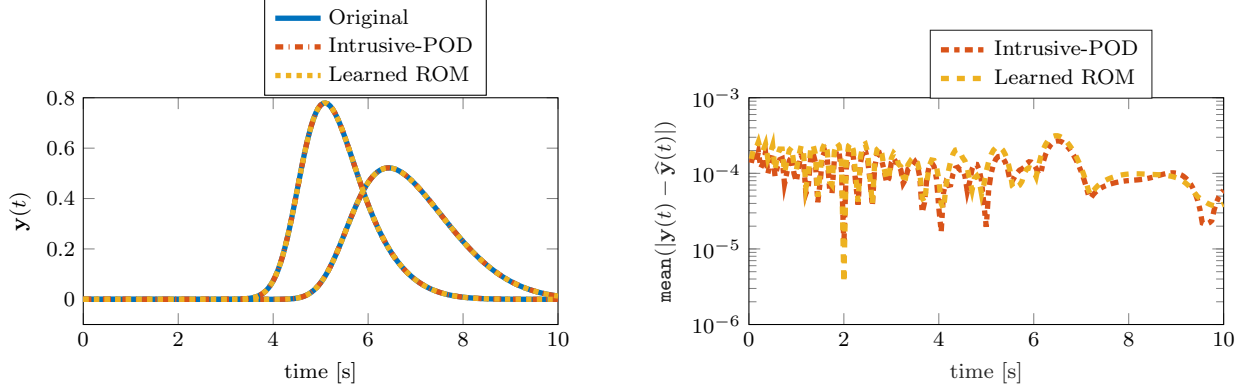 Original
Intrusive-POD
Learned ROM
0.8
0.6
0.4
0.2
0
y(t)
0 2 4 6 8 10
time [s]
Intrusive-POD
Learned ROM
10⁻³
10⁻⁴
10⁻⁵
10⁻⁶
mean(|y(t) − ŷ(t)|)
0 2 4 6 8 10
time [s]